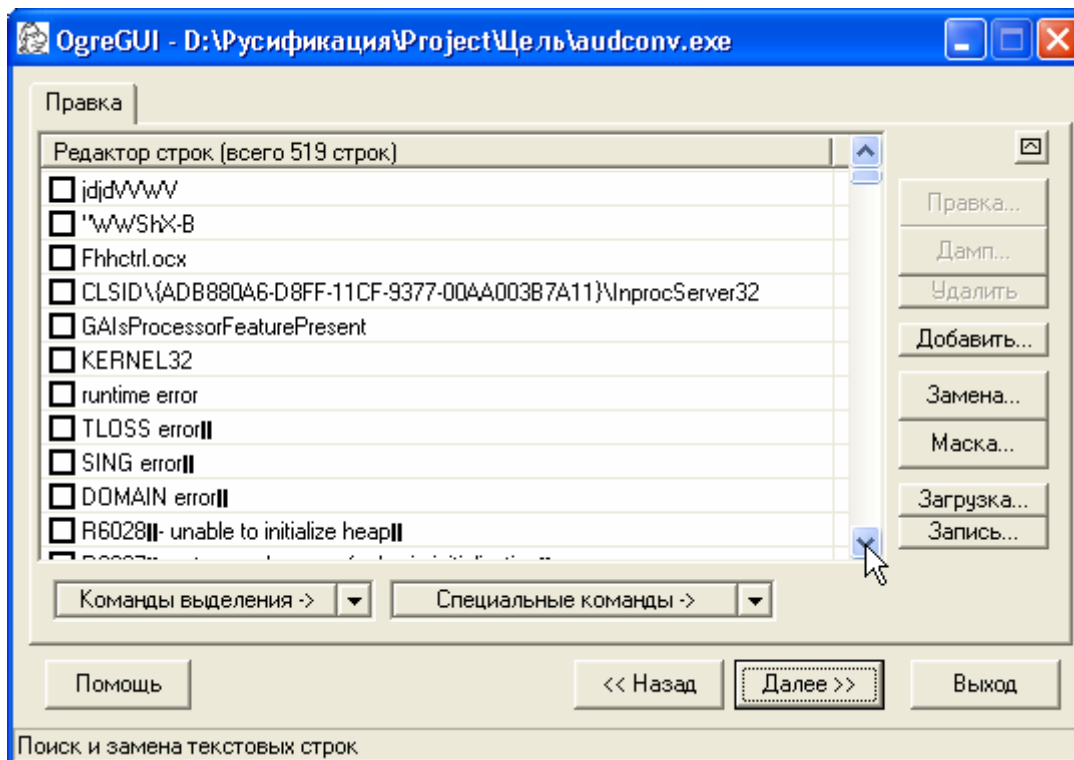 OgreGUI - D:\Русификация\Project\Цель\audconv.exe
Правка
Редактор строк (всего 519 строк)
jdjdVVWV
"WWShX-B
Fhhctrl.ocx
CLSID\{ADB880A6-D8FF-11CF-9377-00AA003B7A11}\InprocServer32
GAIsProcessorFeaturePresent
KERNEL32
runtime error
TLOSS error
SING error
DOMAIN error
R6028 - unable to initialize heap
Правка...
Дамп...
Удалить
Добавить...
Замена...
Маска...
Загрузка...
Запись...
Команды выделения ->
Специальные команды ->
Помощь
<< Назад
Далее >>
Выход
Поиск и замена текстовых строк